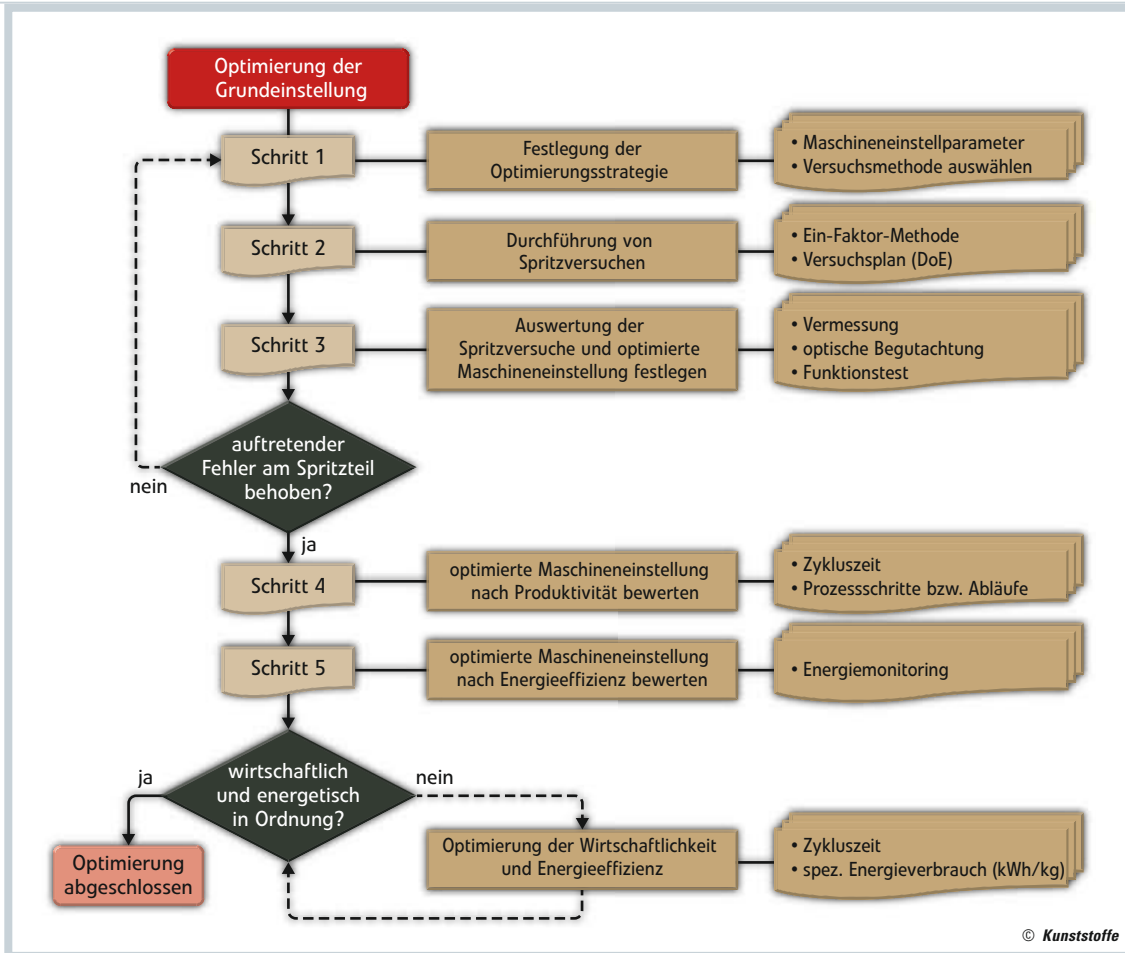 Optimierung der
Grundeinstellung
Schritt 1
Festlegung der
Optimierungsstrategie
• Maschineneinstellparameter
• Versuchsmethode auswählen
Schritt 2
Durchführung von
Spritzversuchen
• Ein-Faktor-Methode
• Versuchsplan (DoE)
Schritt 3
Auswertung der
Spritzversuche und optimierte
Maschineneinstellung festlegen
• Vermessung
• optische Begutachtung
• Funktionstest
auftretender
Fehler am Spritzteil
behoben?
nein
ja
Schritt 4
optimierte Maschineneinstellung
nach Produktivität bewerten
• Zykluszeit
• Prozessschritte bzw. Abläufe
Schritt 5
optimierte Maschineneinstellung
nach Energieeffizienz bewerten
• Energiemonitoring
wirtschaftlich
und energetisch
in Ordnung?
ja
nein
Optimierung
abgeschlossen
Optimierung der Wirtschaftlichkeit
und Energieeffizienz
• Zykluszeit
• spez. Energieverbrauch (kWh/kg)
© Kunststoffe